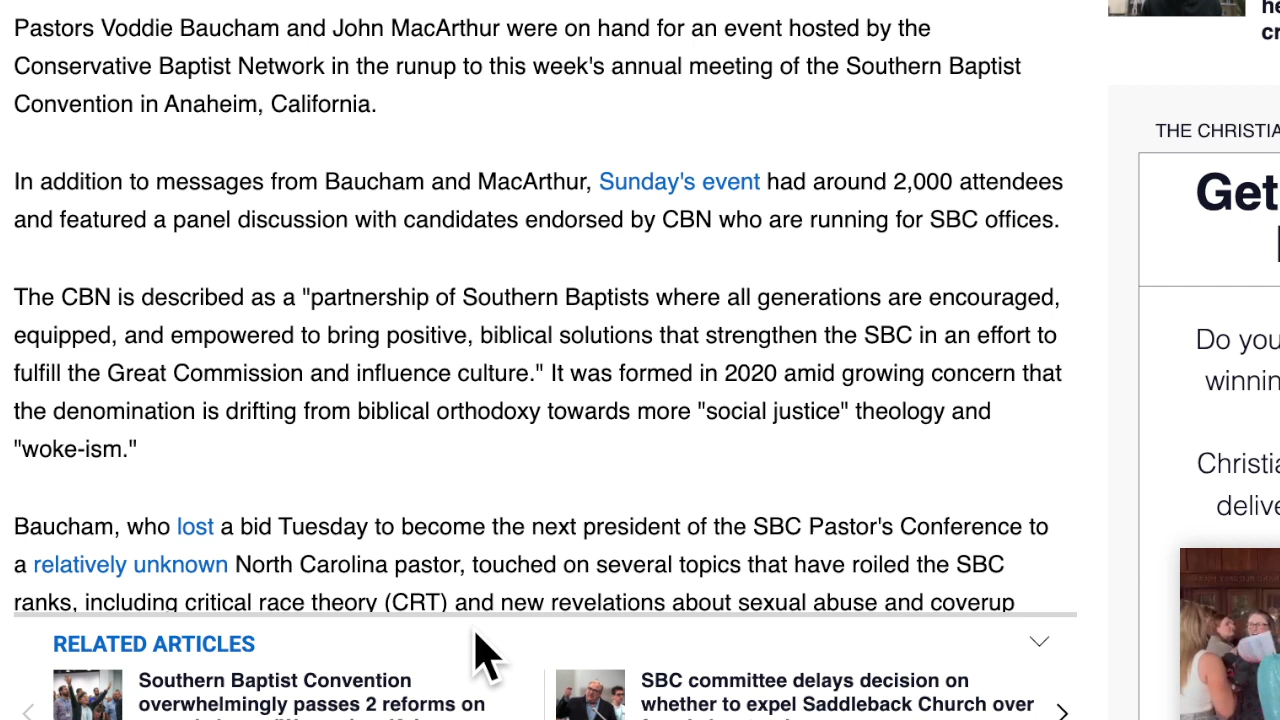 he
cr
Pastors Voddie Baucham and John MacArthur were on hand for an event hosted by the
Conservative Baptist Network in the runup to this week's annual meeting of the Southern Baptist
Convention in Anaheim, California.
In addition to messages from Baucham and MacArthur, Sunday's event had around 2,000 attendees
and featured a panel discussion with candidates endorsed by CBN who are running for SBC offices.
The CBN is described as a "partnership of Southern Baptists where all generations are encouraged,
equipped, and empowered to bring positive, biblical solutions that strengthen the SBC in an effort to
fulfill the Great Commission and influence culture." It was formed in 2020 amid growing concern that
the denomination is drifting from biblical orthodoxy towards more "social justice" theology and
"woke-ism."
Baucham, who lost a bid Tuesday to become the next president of the SBC Pastor's Conference to
a relatively unknown North Carolina pastor, touched on several topics that have roiled the SBC
ranks, including critical race theory (CRT) and new revelations about sexual abuse and coverup
RELATED ARTICLES
Southern Baptist Convention
overwhelmingly passes 2 reforms on
SBC committee delays decision on
whether to expel Saddleback Church over
THE CHRISTIA
Get
Do you
winnin
Christia
delive